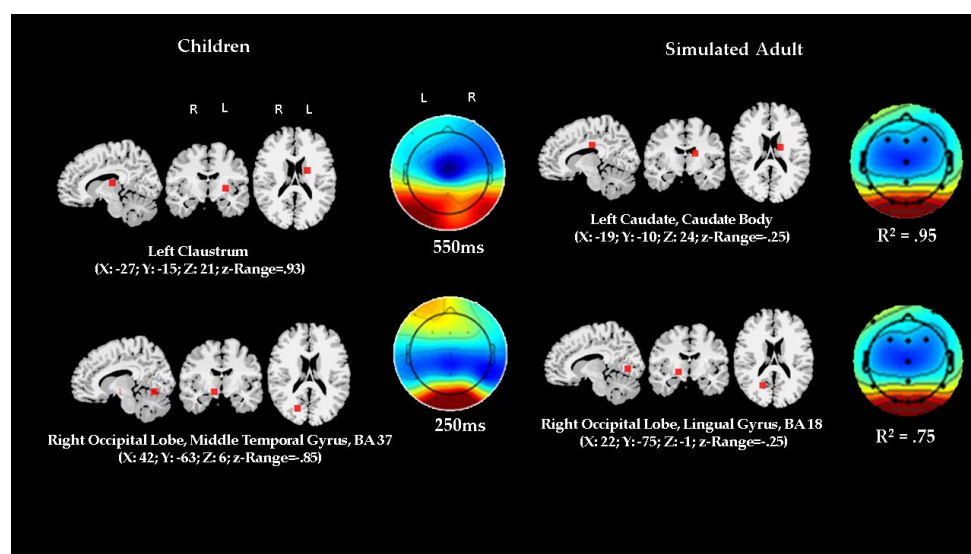 Children
Simulated Adult
R L R L
L R
Left Claustrum
(X: -27; Y: -15; Z: 21; z-Range=.93)
550ms
Left Caudate, Caudate Body
(X: -19; Y: -10; Z: 24; z-Range=-.25)
R² = .95
Right Occipital Lobe, Middle Temporal Gyrus, BA 37
(X: 42; Y: -63; Z: 6; z-Range=-.85)
250ms
Right Occipital Lobe, Lingual Gyrus, BA 18
(X: 22; Y: -75; Z: -1; z-Range=-.25)
R² = .75